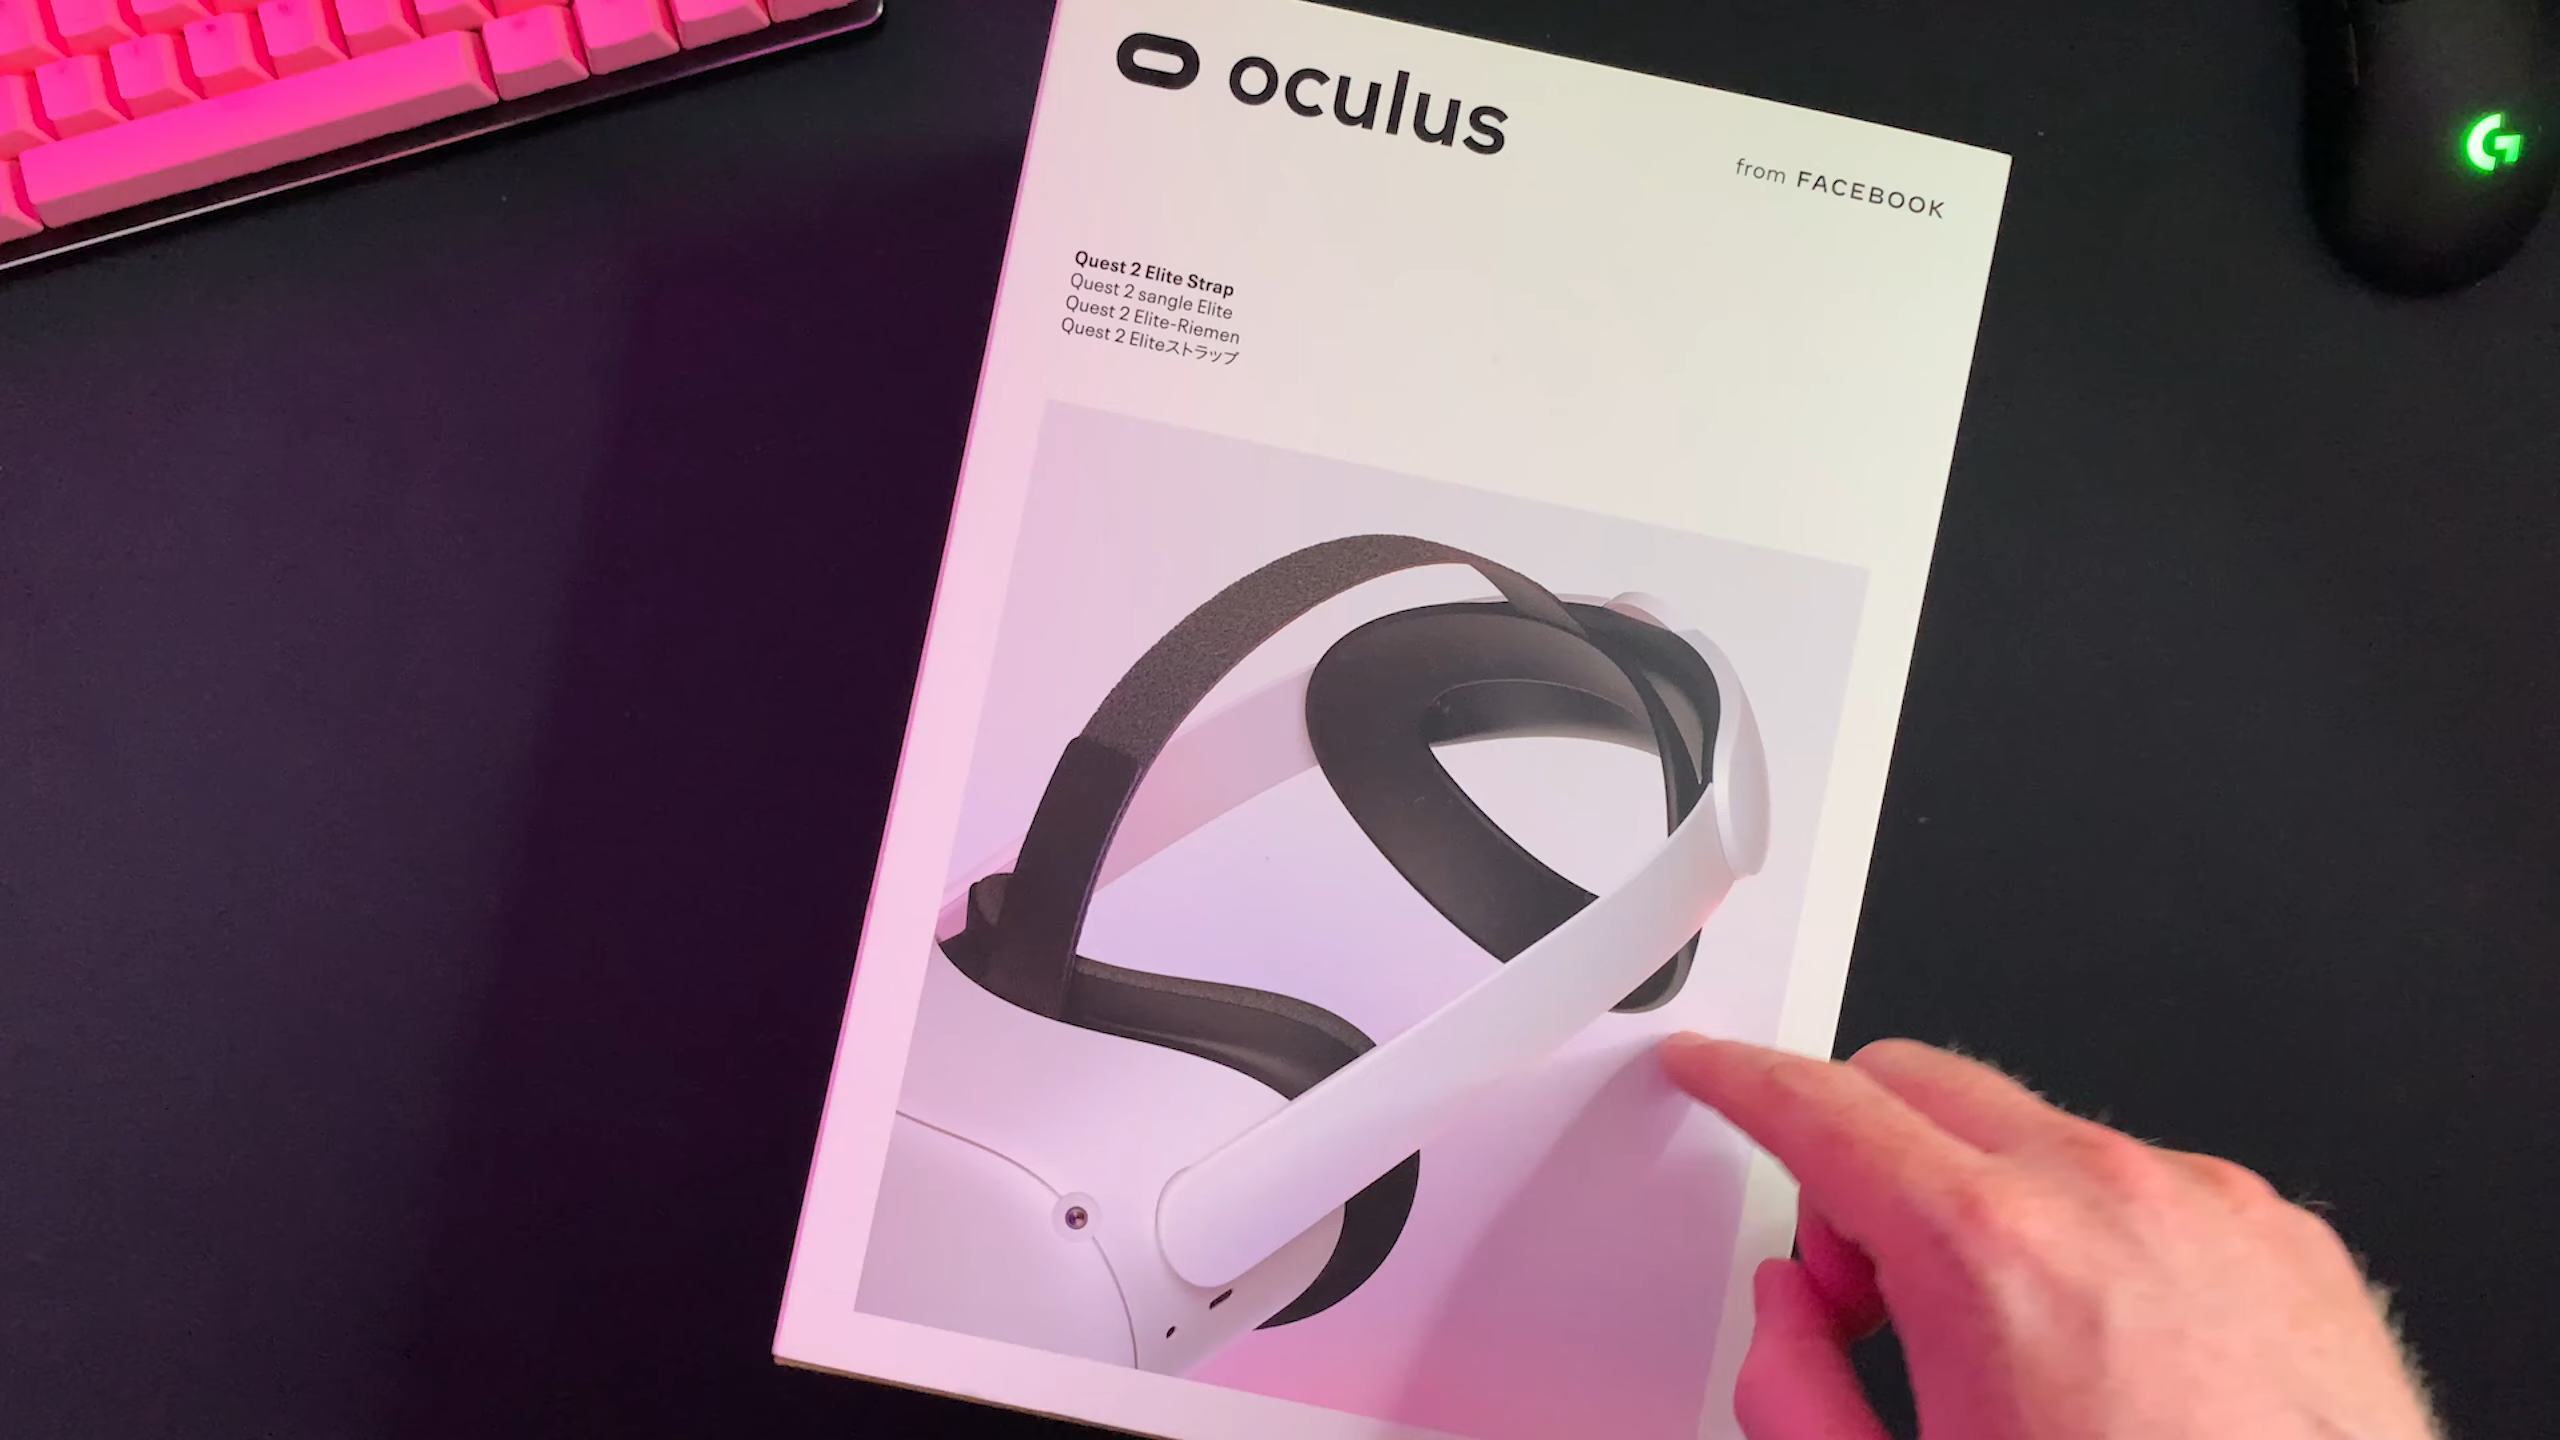 oculus
from FACEBOOK
Quest 2 Elite Strap
Quest 2 sangle Elite
Quest 2 Elite-Riemen
Quest 2 Eliteストラップ